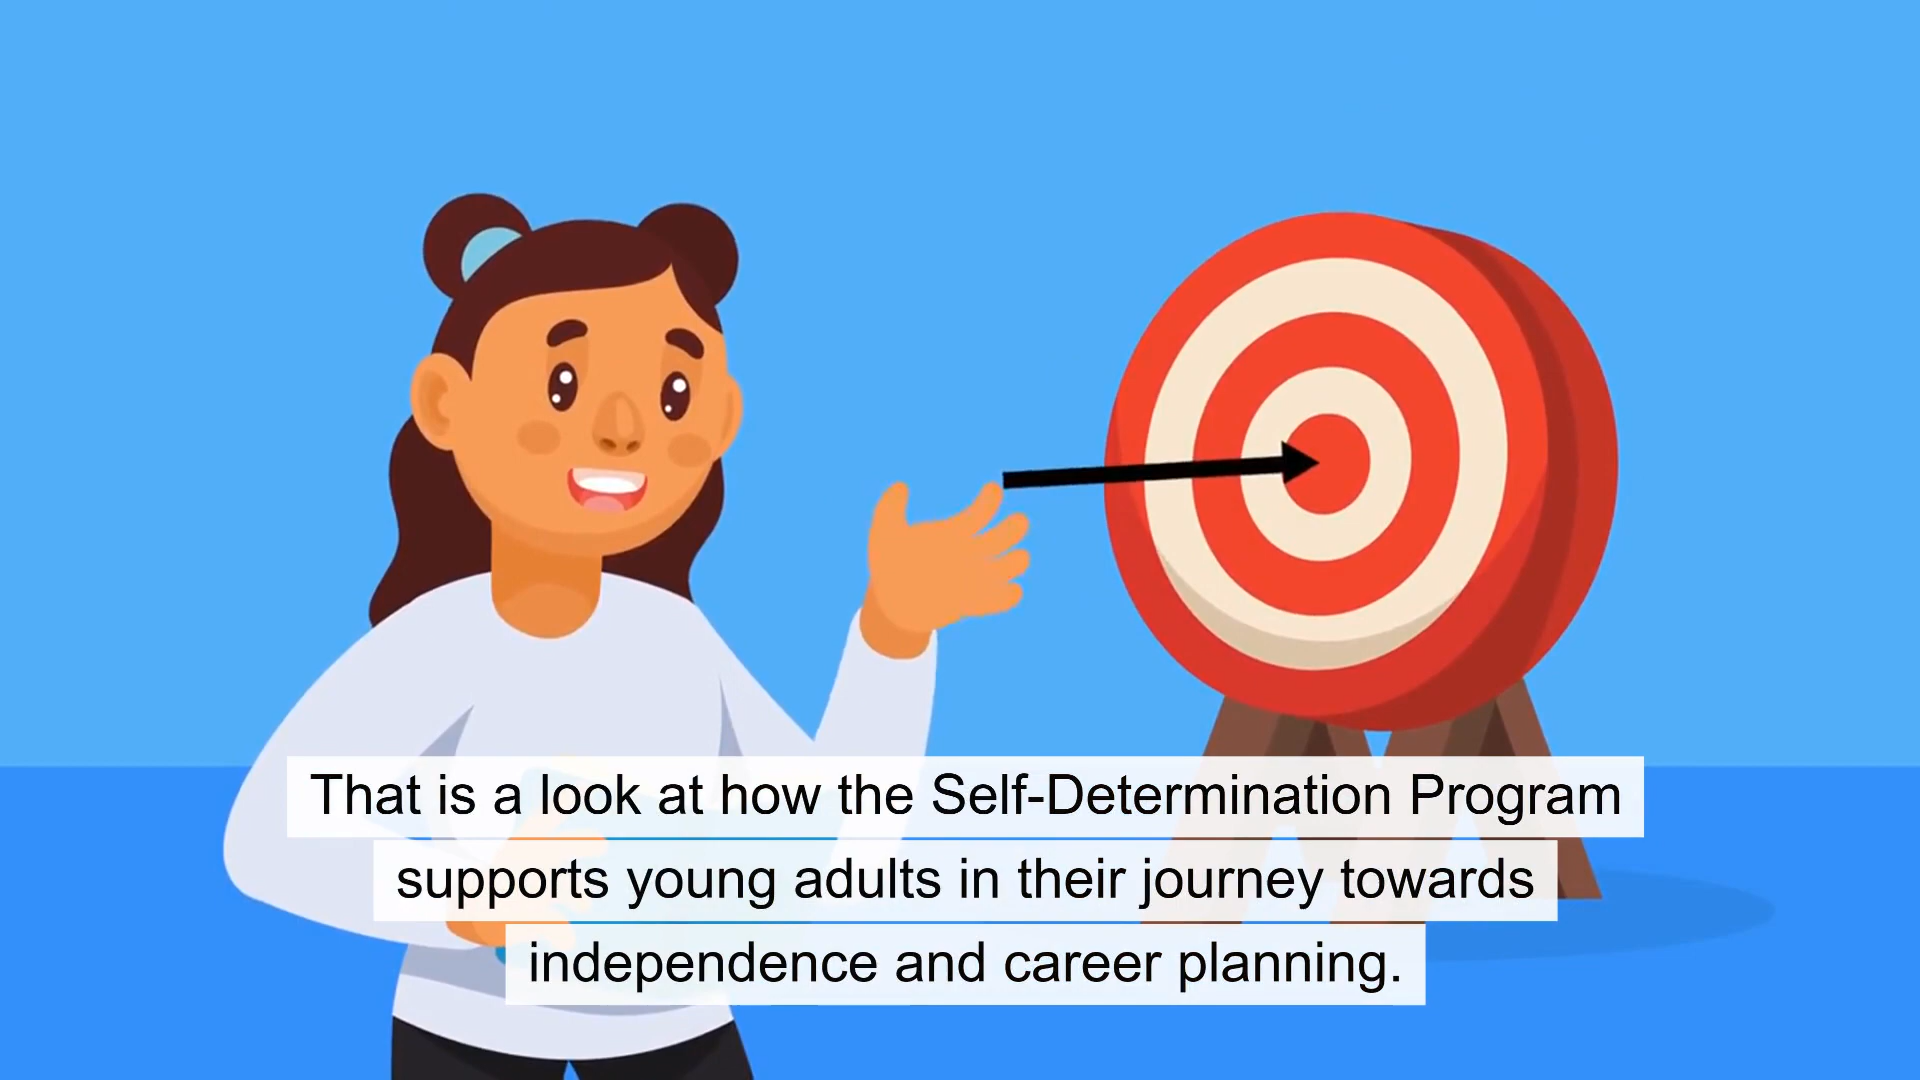 That is a look at how the Self-Determination Program
supports young adults in their journey towards
independence and career planning.